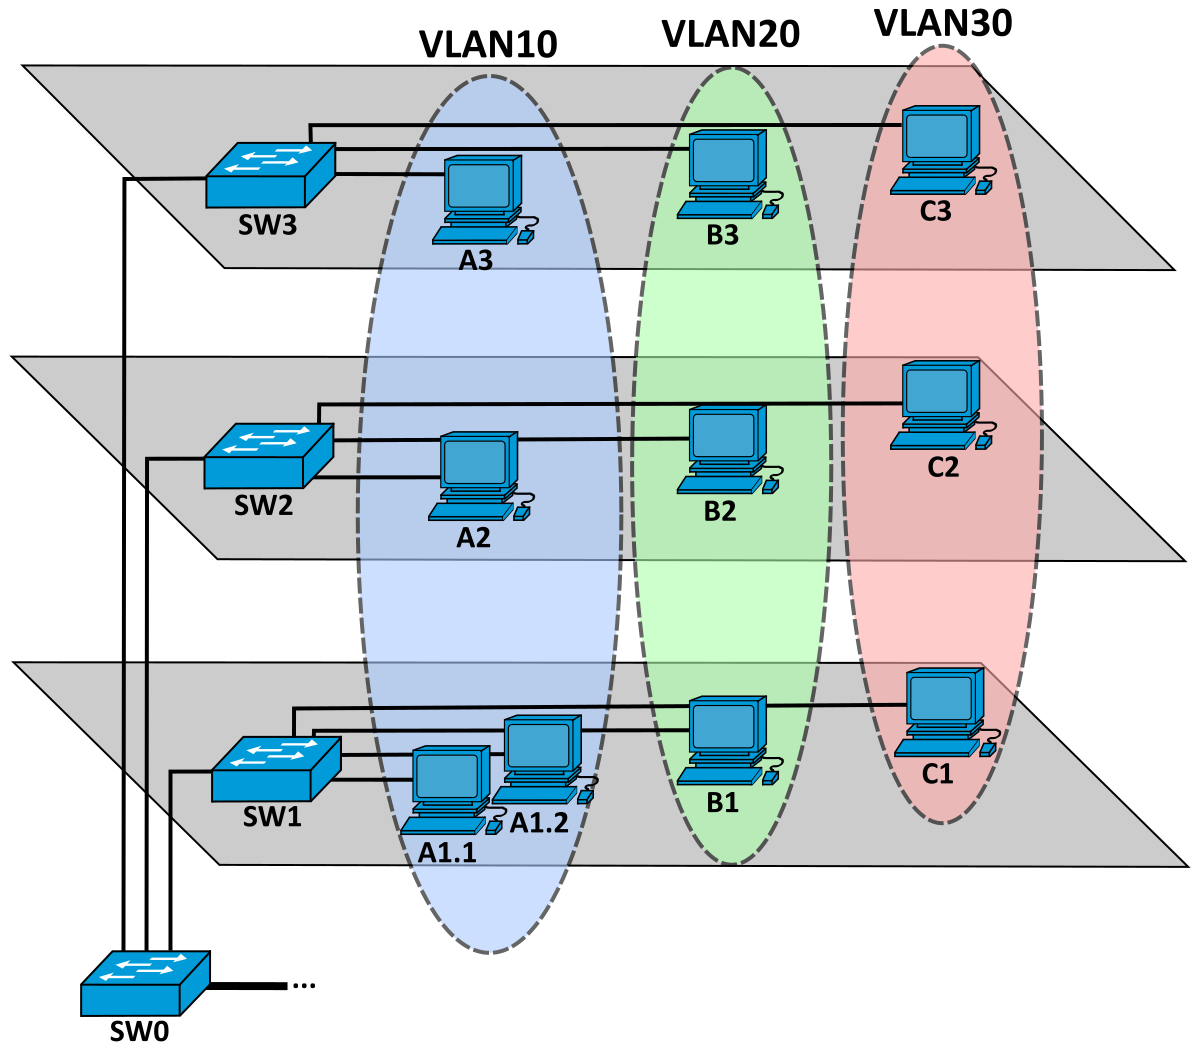 VLAN10
VLAN20
VLAN30
SW3
A3
B3
C3
SW2
A2
B2
C2
SW1
A1.1
A1.2
B1
C1
SW0
...